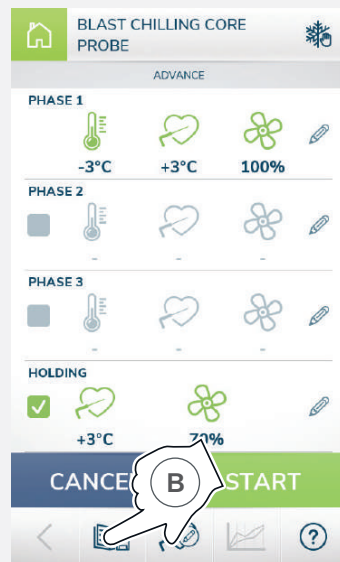 BLAST CHILLING CORE
PROBE
ADVANCE
PHASE 1
-3°C +3°C 100%
PHASE 2
- - -
PHASE 3
- - -
HOLDING
+3°C 70%
CANCE B START
?